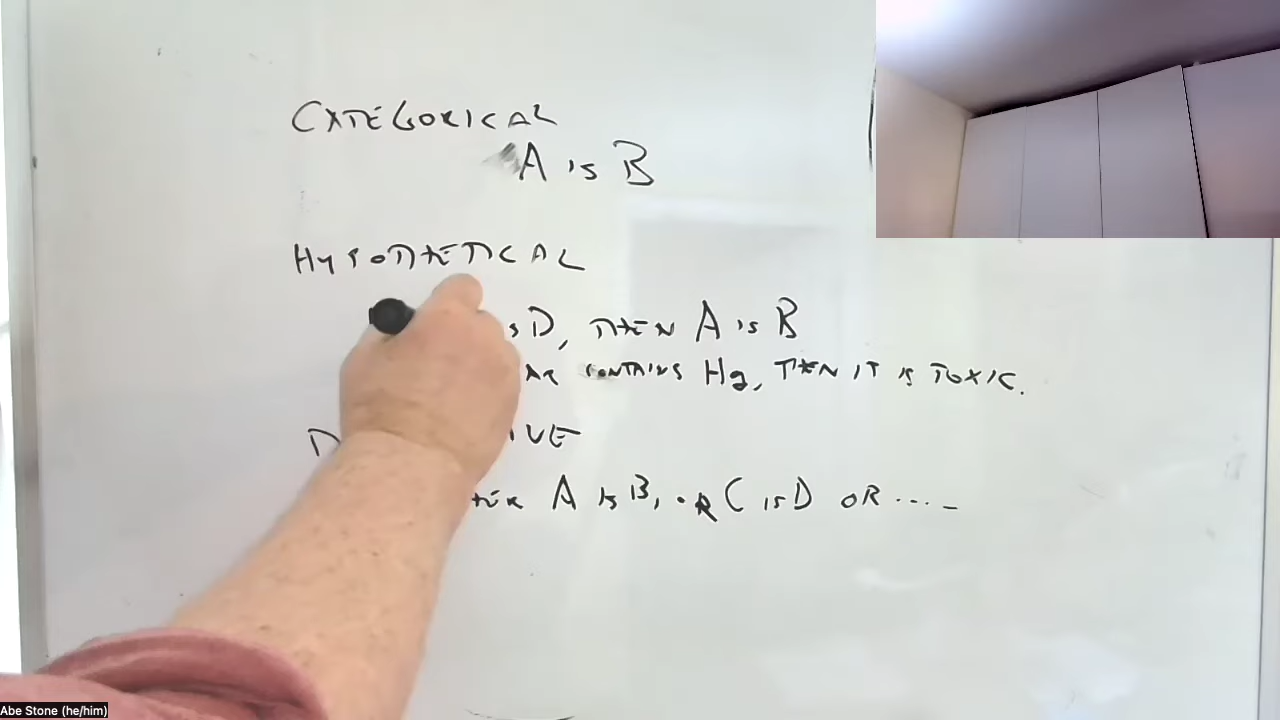 CATEGORICAL
A is B
HYPOTHETICAL
is D, THEN A is B
CONTAINS Hg, THEN IT IS TOXIC.
A IS B, OR C IS D OR ....
Abe Stone (he/him)